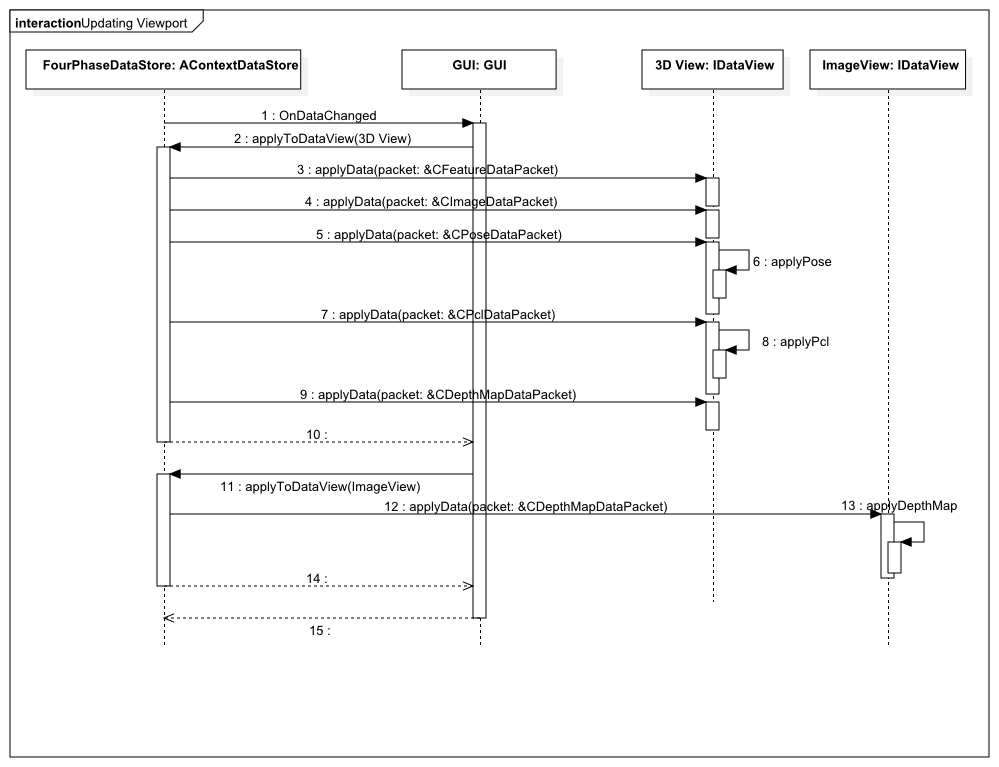 interactionUpdating Viewport
FourPhaseDataStore: AContextDataStore
GUI: GUI
3D View: IDataView
ImageView: IDataView
1 : OnDataChanged
2 : applyToDataView(3D View)
3 : applyData(packet: &CFeatureDataPacket)
4 : applyData(packet: &CImageDataPacket)
5 : applyData(packet: &CPoseDataPacket)
6 : applyPose
7 : applyData(packet: &CPclDataPacket)
8 : applyPcl
9 : applyData(packet: &CDepthMapDataPacket)
10 :
11 : applyToDataView(ImageView)
12 : applyData(packet: &CDepthMapDataPacket)
13 : applyDepthMap
14 :
15 :